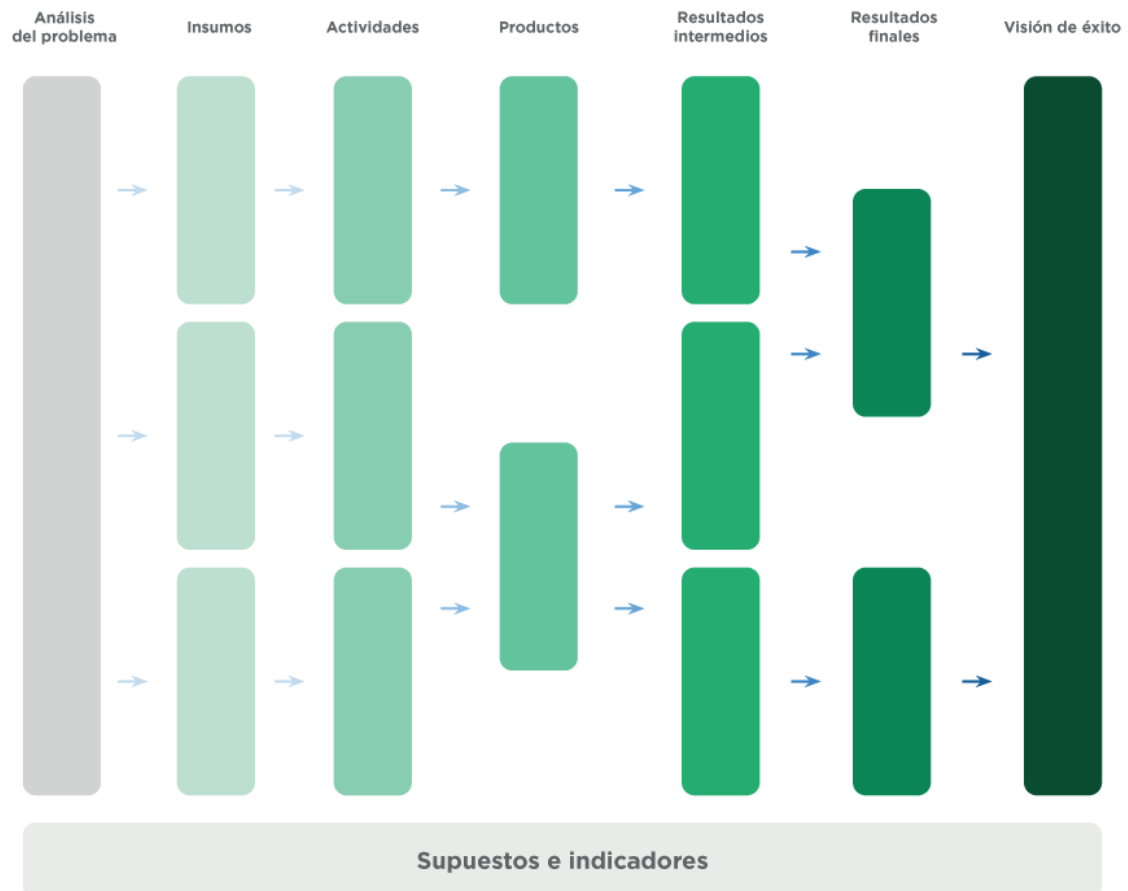 Análisis
del problema
Insumos
Actividades
Productos
Resultados
intermedios
Resultados
finales
Visión de éxito
Supuestos e indicadores